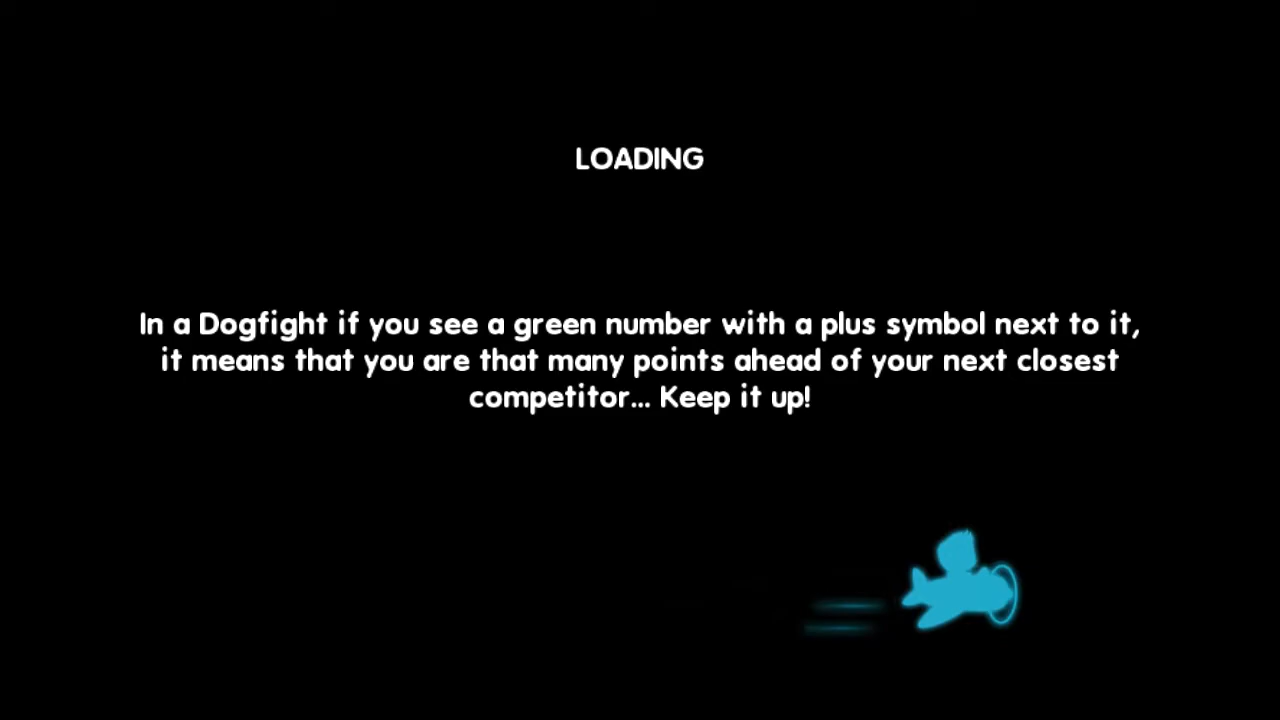 LOADING
In a Dogfight if you see a green number with a plus symbol next to it,
it means that you are that many points ahead of your next closest
competitor... Keep it up!